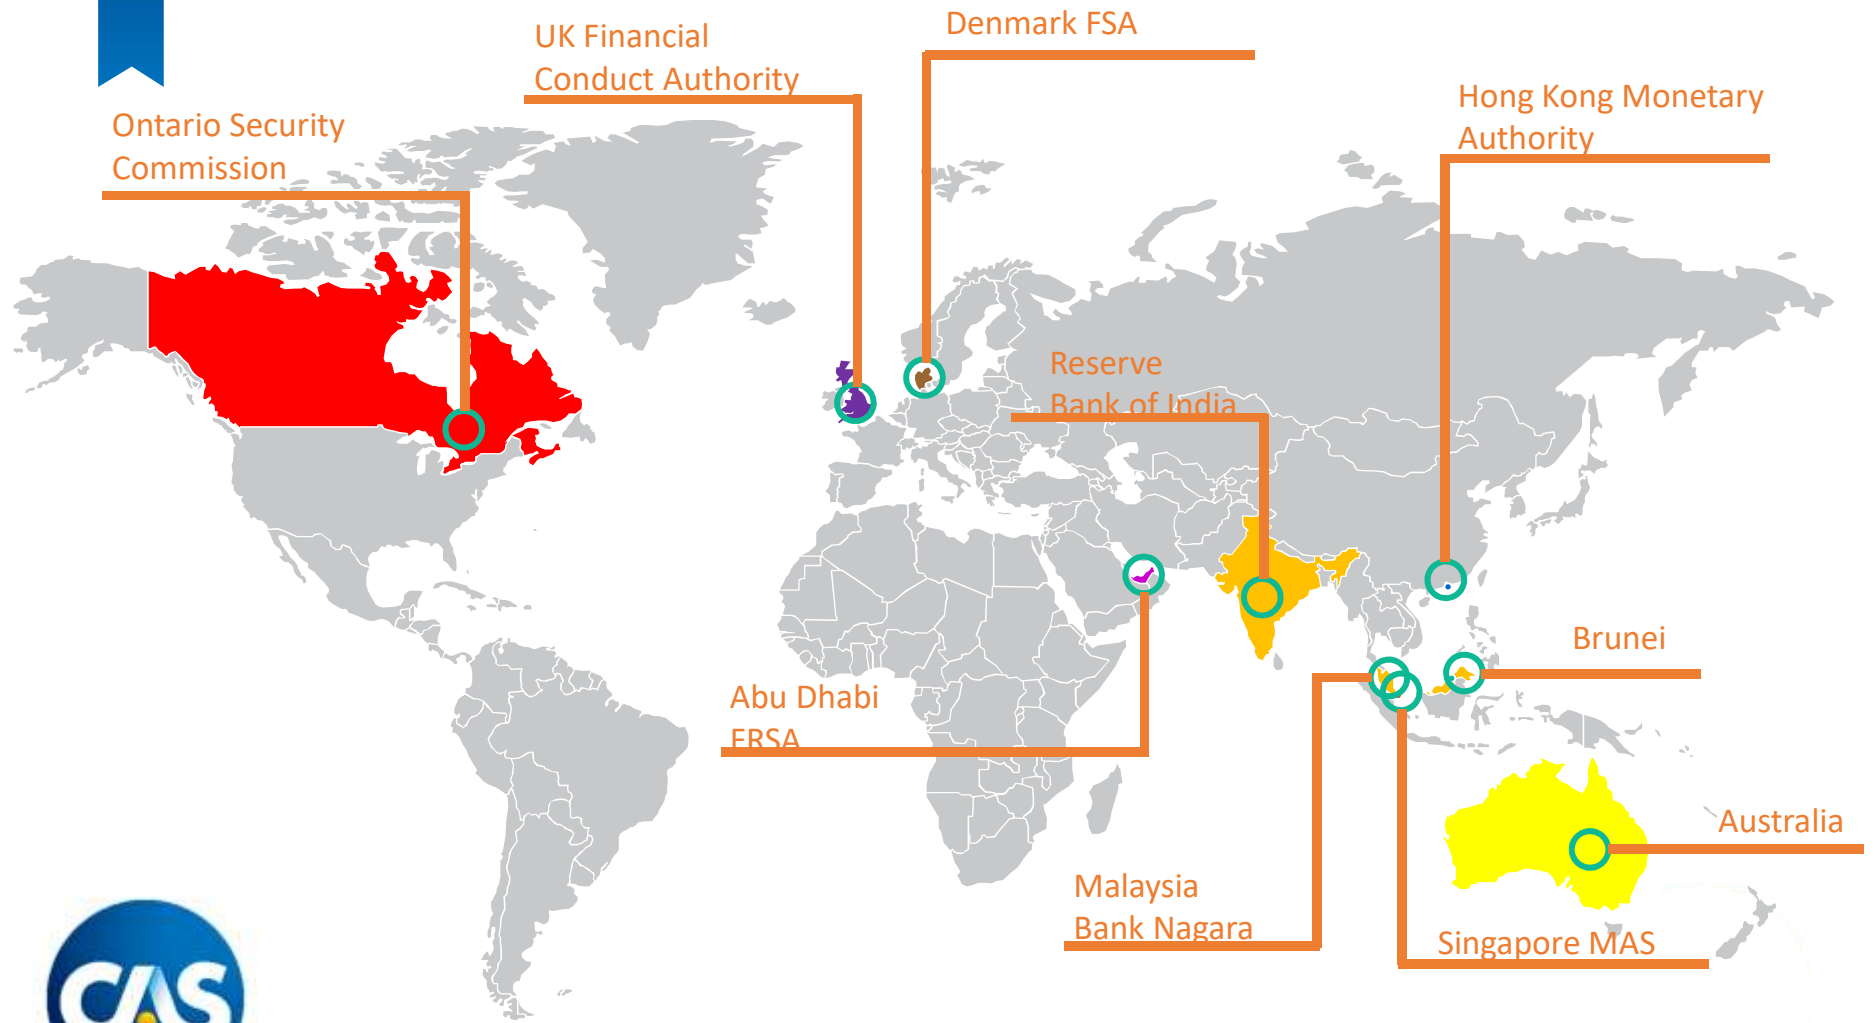 UK Financial
Conduct Authority
Denmark FSA
Ontario Security
Commission
Hong Kong Monetary
Authority
Reserve
Bank of India
Brunei
Abu Dhabi
FRSA
Australia
Malaysia
Bank Nagara
Singapore MAS
CAS